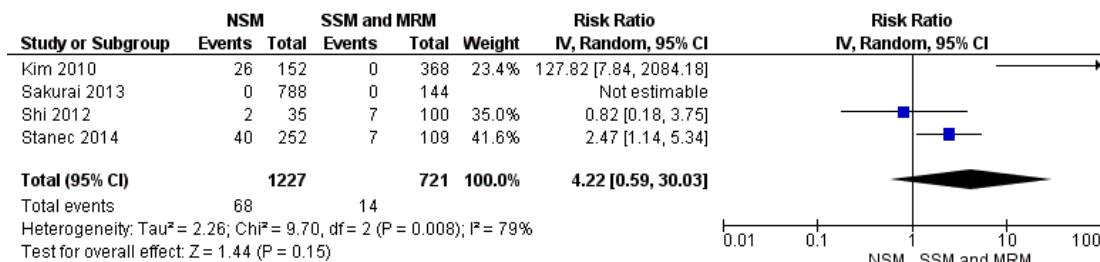 NSM SSM and MRM Risk Ratio Risk Ratio
Study or Subgroup Events Total Events Total Weight IV, Random, 95% CI IV, Random, 95% CI
Kim 2010 26 152 0 368 23.4% 127.82 [7.84, 2084.18]
Sakurai 2013 0 788 0 144 Not estimable
Shi 2012 2 35 7 100 35.0% 0.82 [0.18, 3.75]
Stanec 2014 40 252 7 109 41.6% 2.47 [1.14, 5.34]
Total (95% CI) 1227 721 100.0% 4.22 [0.59, 30.03]
Total events 68 14
Heterogeneity: Tau² = 2.26; Chi² = 9.70, df = 2 (P = 0.008); I² = 79%
Test for overall effect: Z = 1.44 (P = 0.15)
0.01 0.1 1 10 100
NSM SSM and MRM